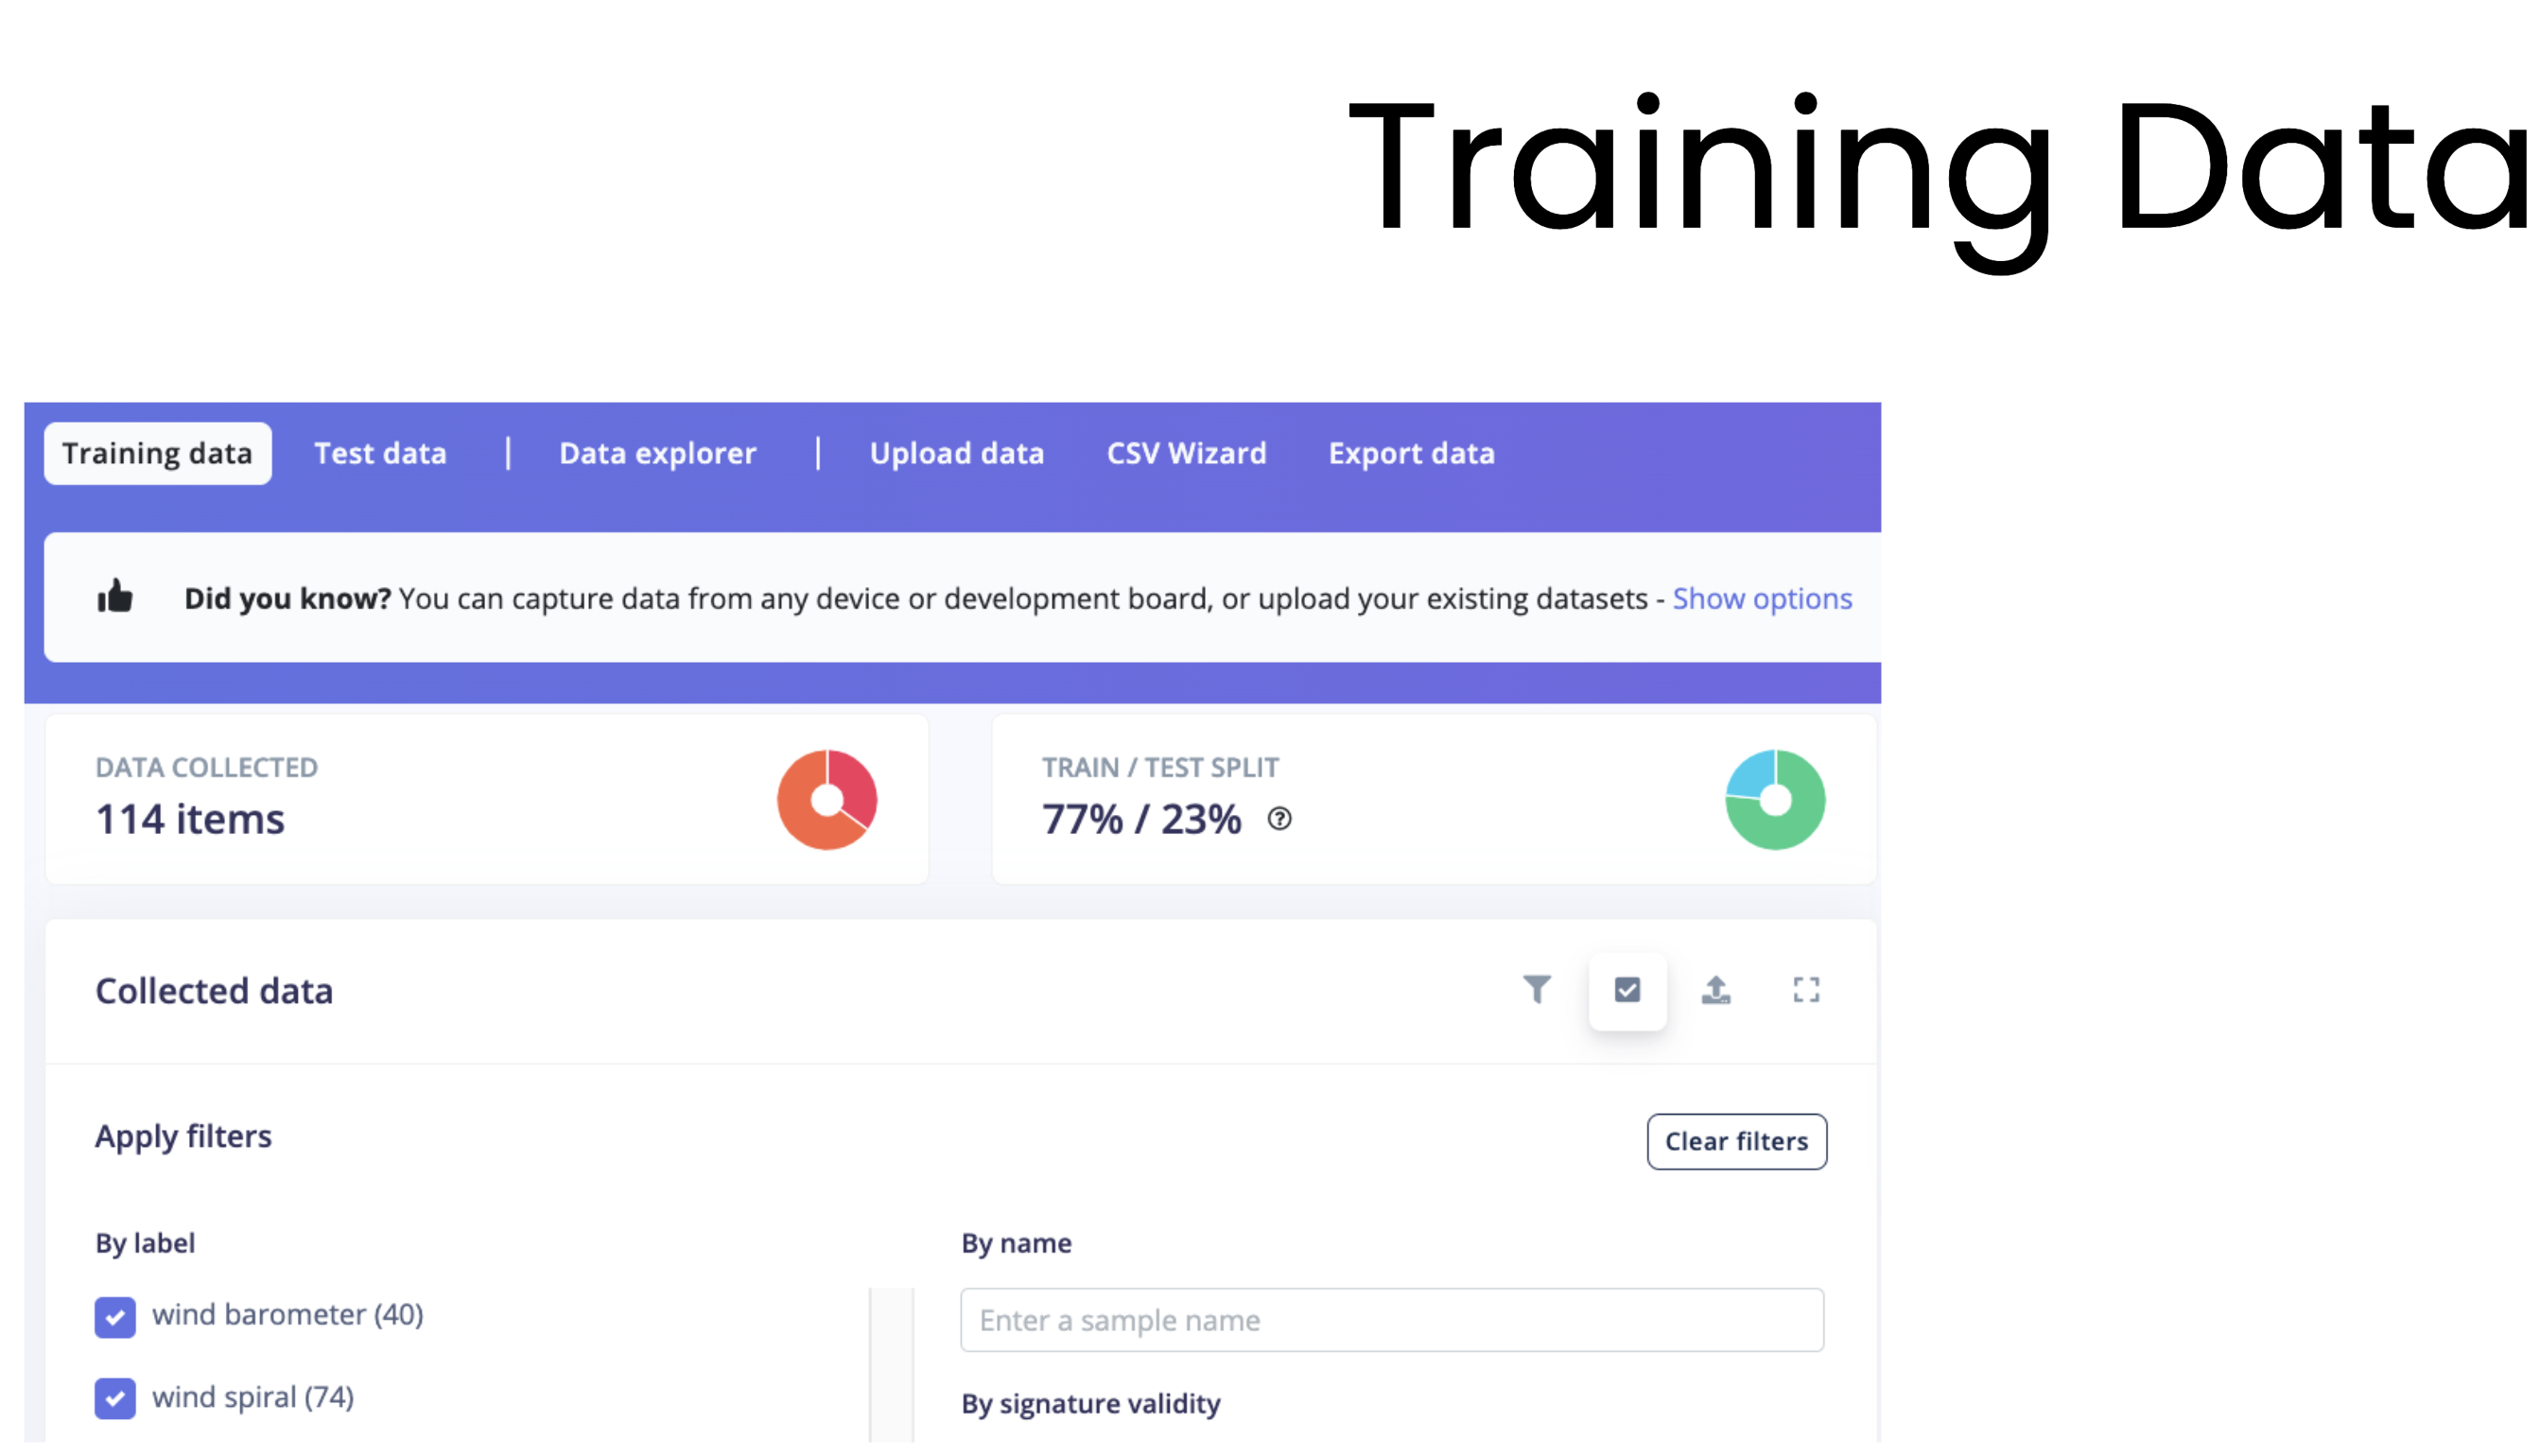 Training Data
Training data Test data | Data explorer | Upload data CSV Wizard Export data
Did you know? You can capture data from any device or development board, or upload your existing datasets - Show options
DATA COLLECTED
114 items
TRAIN / TEST SPLIT
77% / 23% ?
Collected data
Apply filters
Clear filters
By label
wind barometer (40)
wind spiral (74)
By name
Enter a sample name
By signature validity